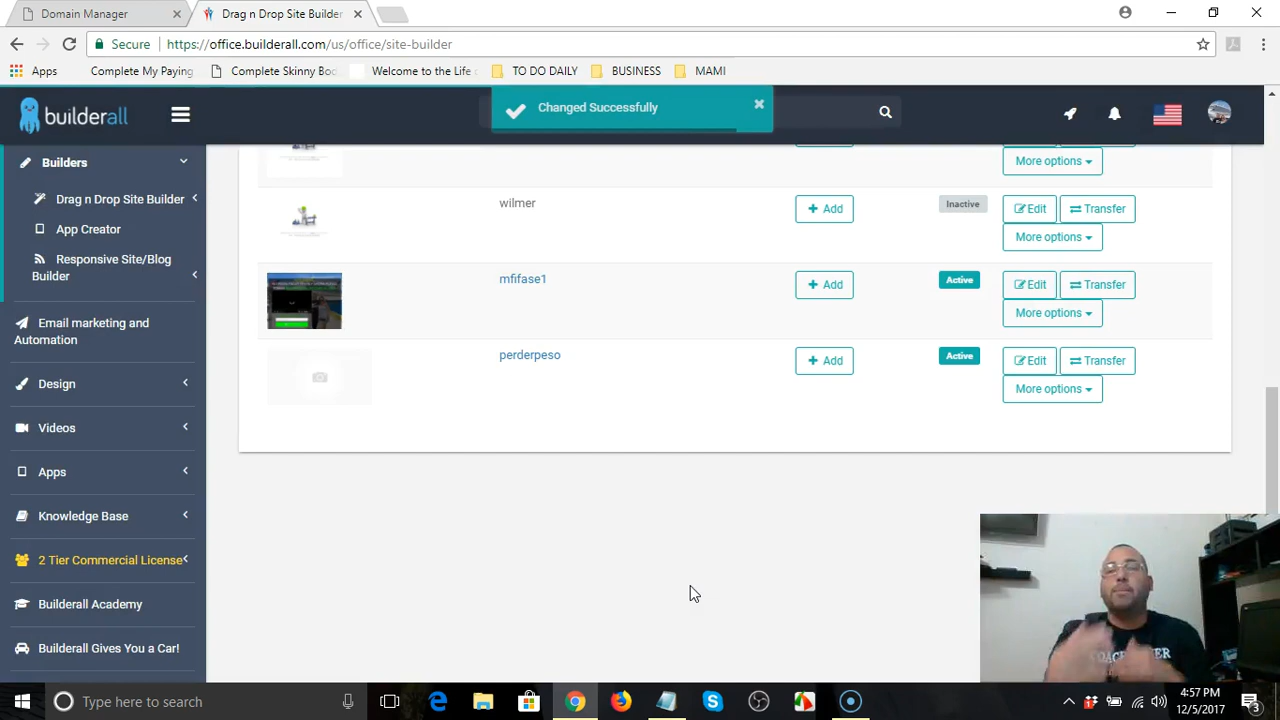 Domain Manager
Drag n Drop Site Builder
Secure
https://office.builderall.com/us/office/site-builder
Apps
Complete My Paying
Complete Skinny Bod
Welcome to the Life o
TO DO DAILY
BUSINESS
MAMI
builderall
Changed Successfully
More options
Builders
Drag n Drop Site Builder
App Creator
Responsive Site/Blog
Builder
Email marketing and
Automation
Design
Videos
Apps
Knowledge Base
2 Tier Commercial License
Builderall Academy
Builderall Gives You a Car!
wilmer
+ Add
Inactive
Edit
Transfer
More options
mfifase1
+ Add
Active
Edit
Transfer
More options
perderpeso
+ Add
Active
Edit
Transfer
More options
Type here to search
4:57 PM
12/5/2017
3